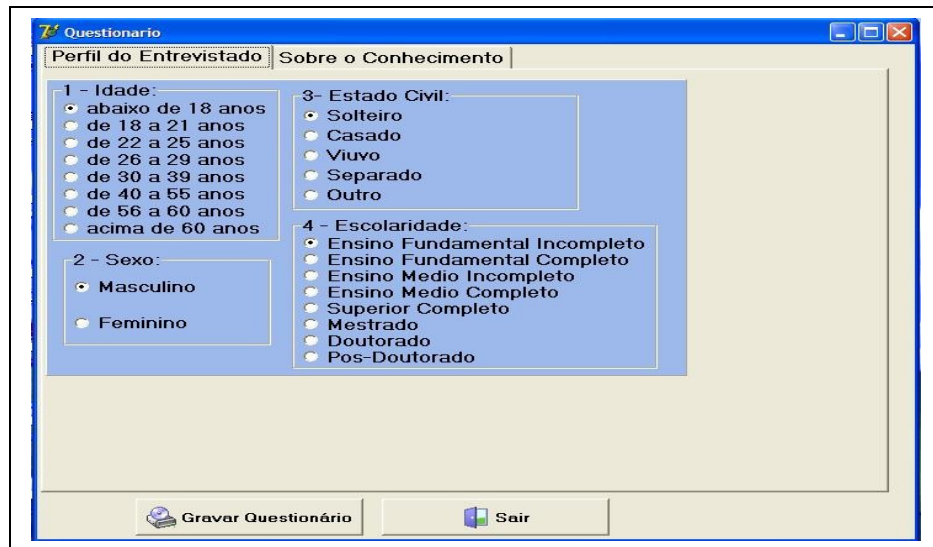 Questionario
Perfil do Entrevistado
Sobre o Conhecimento
1 - Idade:
abaixo de 18 anos
de 18 a 21 anos
de 22 a 25 anos
de 26 a 29 anos
de 30 a 39 anos
de 40 a 55 anos
de 56 a 60 anos
acima de 60 anos
2 - Sexo:
Masculino
Feminino
3- Estado Civil:
Solteiro
Casado
Viuvo
Separado
Outro
4 - Escolaridade:
Ensino Fundamental Incompleto
Ensino Fundamental Completo
Ensino Medio Incompleto
Ensino Medio Completo
Superior Completo
Mestrado
Doutorado
Pos-Doutorado
Gravar Questionário
Sair